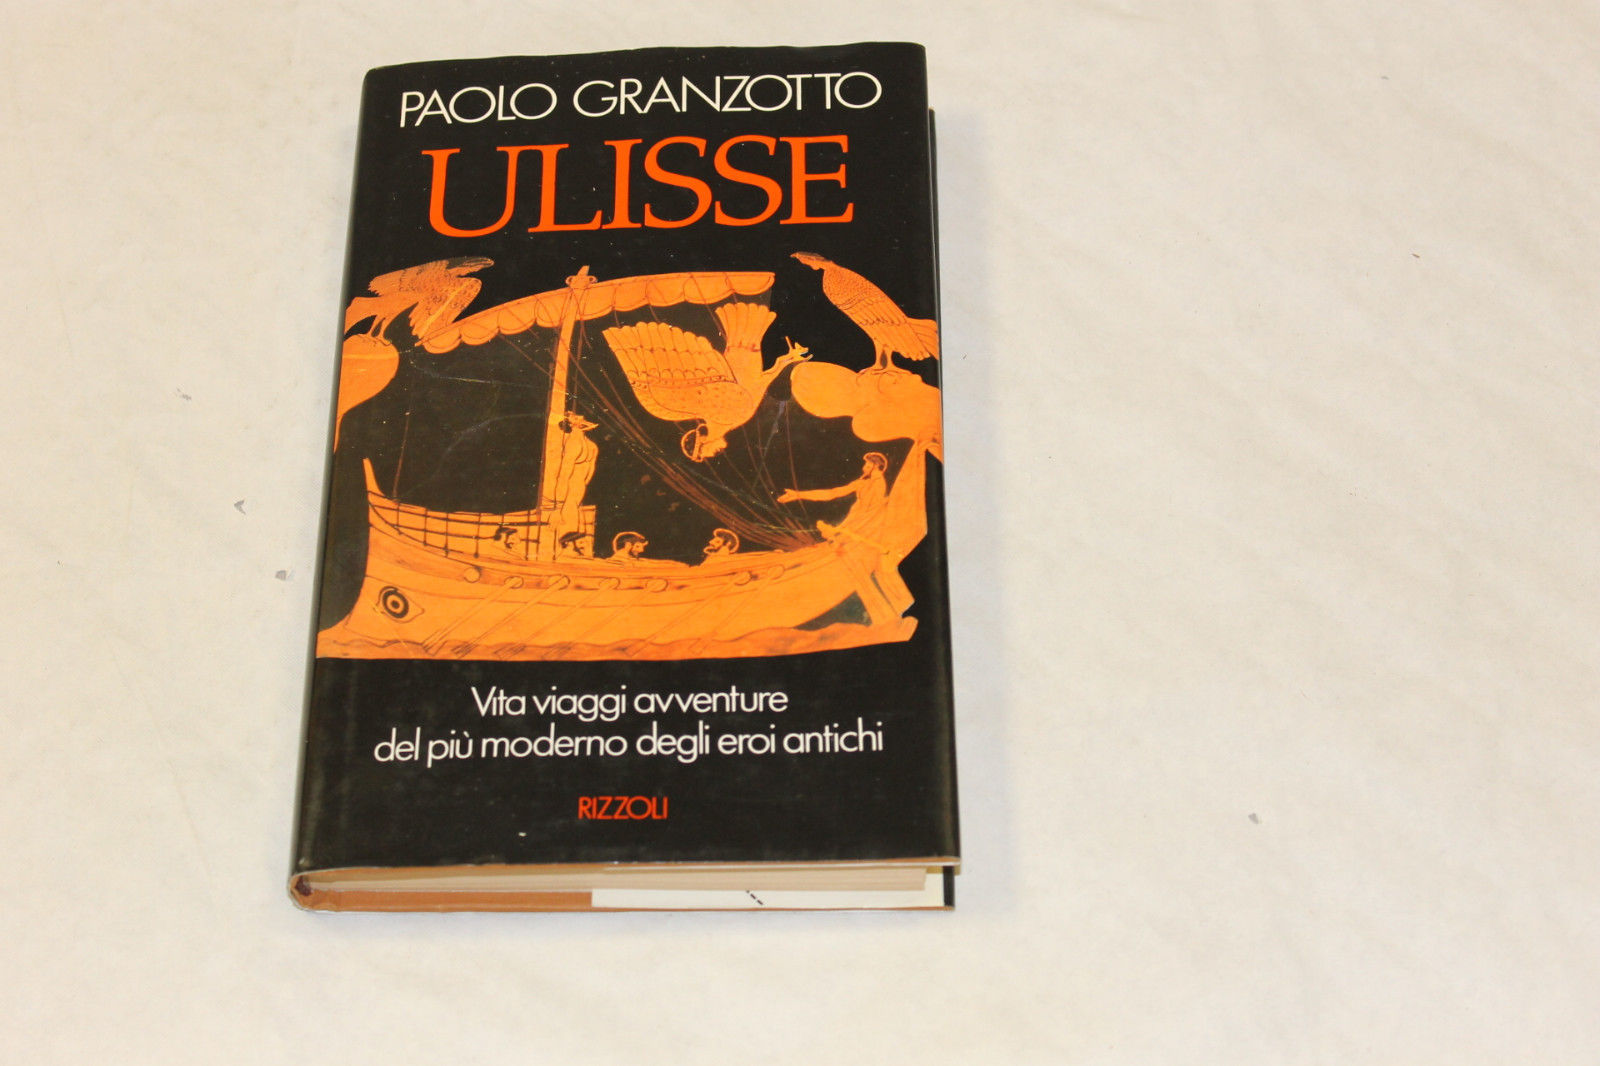 PAOLO GRANZOTTO
ULISSE
Vita viaggi avventure
del più moderno degli eroi antichi
RIZZOLI